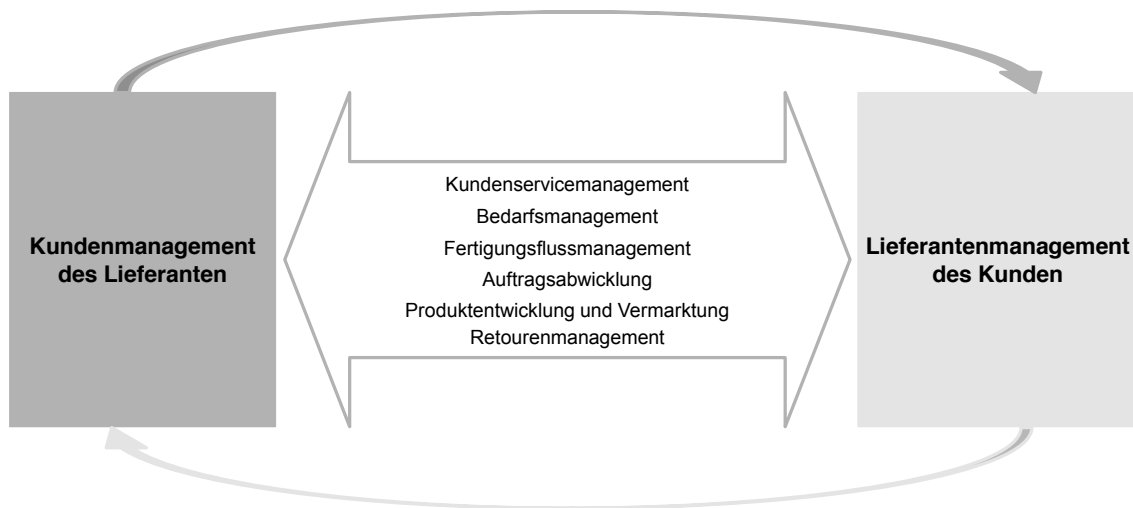 Kundenmanagement
des Lieferanten
Kundenservicemanagement
Bedarfsmanagement
Fertigungsflussmanagement
Auftragsabwicklung
Produktentwicklung und Vermarktung
Retourenmanagement
Lieferantenmanagement
des Kunden